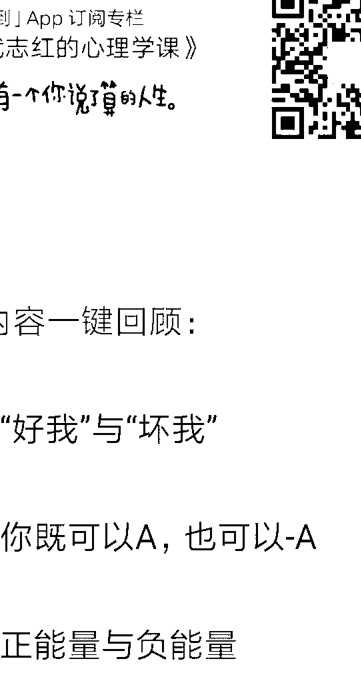 到」App 订阅专栏
志红的心理学课》
一个你说了算的人生。
内容一键回顾：
“好我”与“坏我”
你既可以A，也可以-A
正能量与负能量